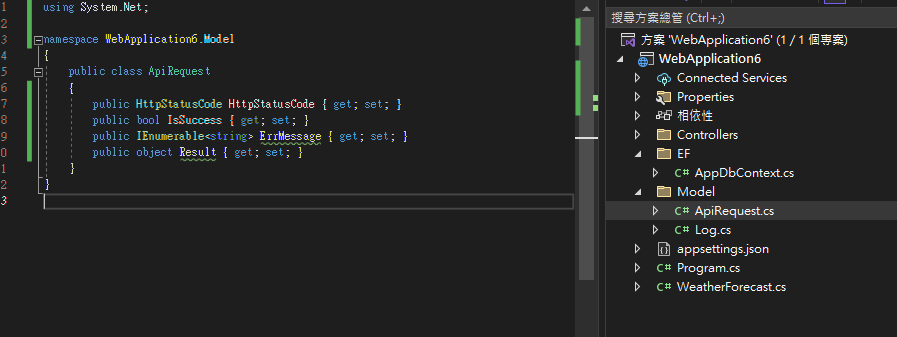 1 using System.Net;
2
3 namespace WebApplication6.Model
4 {
5 public class ApiRequest
6 {
7 public HttpStatusCode HttpStatusCode { get; set; }
8 public bool IsSuccess { get; set; }
9 public IEnumerable<string> ErrMessage { get; set; }
0 public object Result { get; set; }
1 }
2 }
3
搜尋方案總管 (Ctrl+;)
方案 'WebApplication6' (1 / 1 個專案)
WebApplication6
Connected Services
Properties
相依性
Controllers
EF
C# AppDbContext.cs
Model
C# ApiRequest.cs
C# Log.cs
appsettings.json
C# Program.cs
C# WeatherForecast.cs